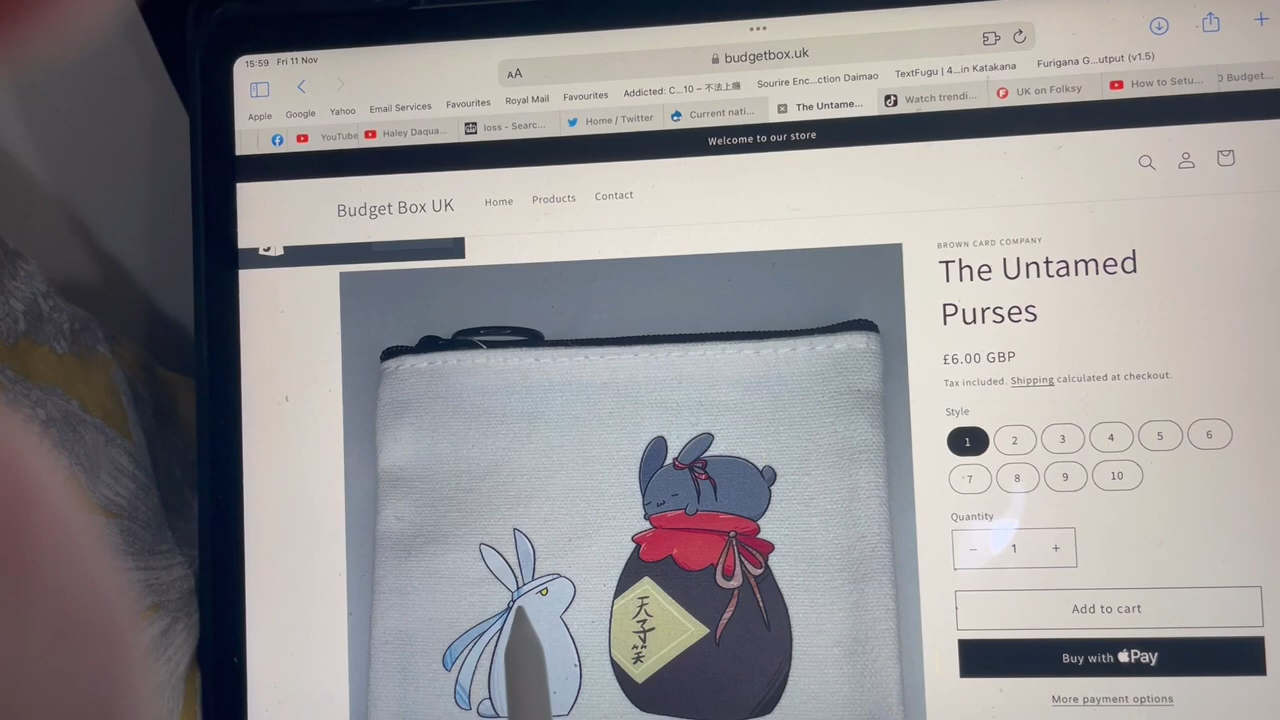 15:59 Fri 11 Nov
AA
budgetbox.uk
Apple
Google
Yahoo
Email Services
Favourites
Royal Mail
Favourites
Addicted: C...10 – 不法上癮
Sourire Enc...ction Daimao
TextFugu | 4...in Katakana
Furigana G...utput (v1.5)
YouTube
Haley Daqua...
loss - Searc...
Home / Twitter
Current nati...
The Untame...
Watch trendi...
UK on Folksy
How to Setu...
Budget...
Welcome to our store
Budget Box UK
Home
Products
Contact
BROWN CARD COMPANY
The Untamed
Purses
£6.00 GBP
Tax included. Shipping calculated at checkout.
Style
1 2 3 4 5 6
7 8 9 10
Quantity
− 1 +
Add to cart
Buy with Pay
More payment options
天子笑